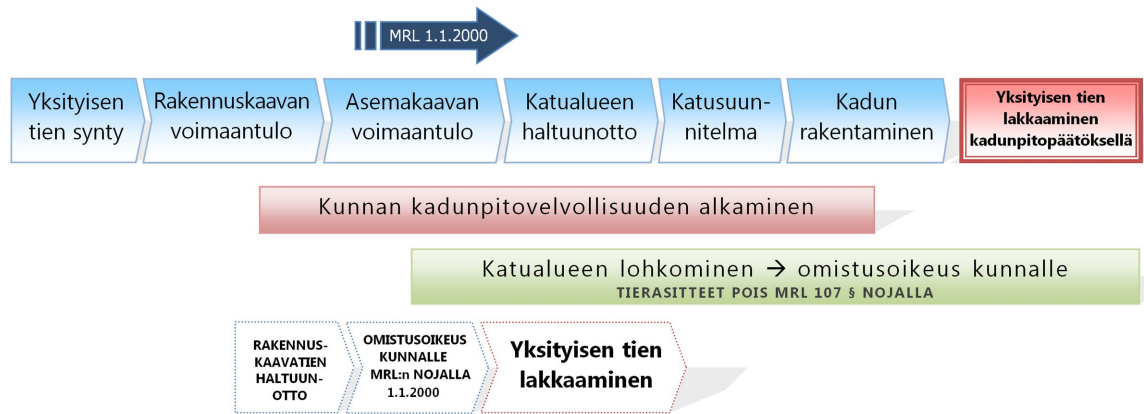 MRL 1.1.2000
Yksityisen
tien synty
Rakennuskaavan
voimaantulo
Asemakaavan
voimaantulo
Katualueen
haltuunotto
Katusuun-
nitelma
Kadun
rakentaminen
Yksityisen tien
lakkaaminen
kadunpitopäätöksellä
Kunnan kadunpitovelvollisuuden alkaminen
Katualueen lohkominen → omistusoikeus kunnalle
TIERASITTEET POIS MRL 107 § NOJALLA
RAKENNUS-
KAAVATIEN
HALTUUN-
OTTO
OMISTUSOIKEUS
KUNNALLE
MRL:n NOJALLA
1.1.2000
Yksityisen tien
lakkaaminen